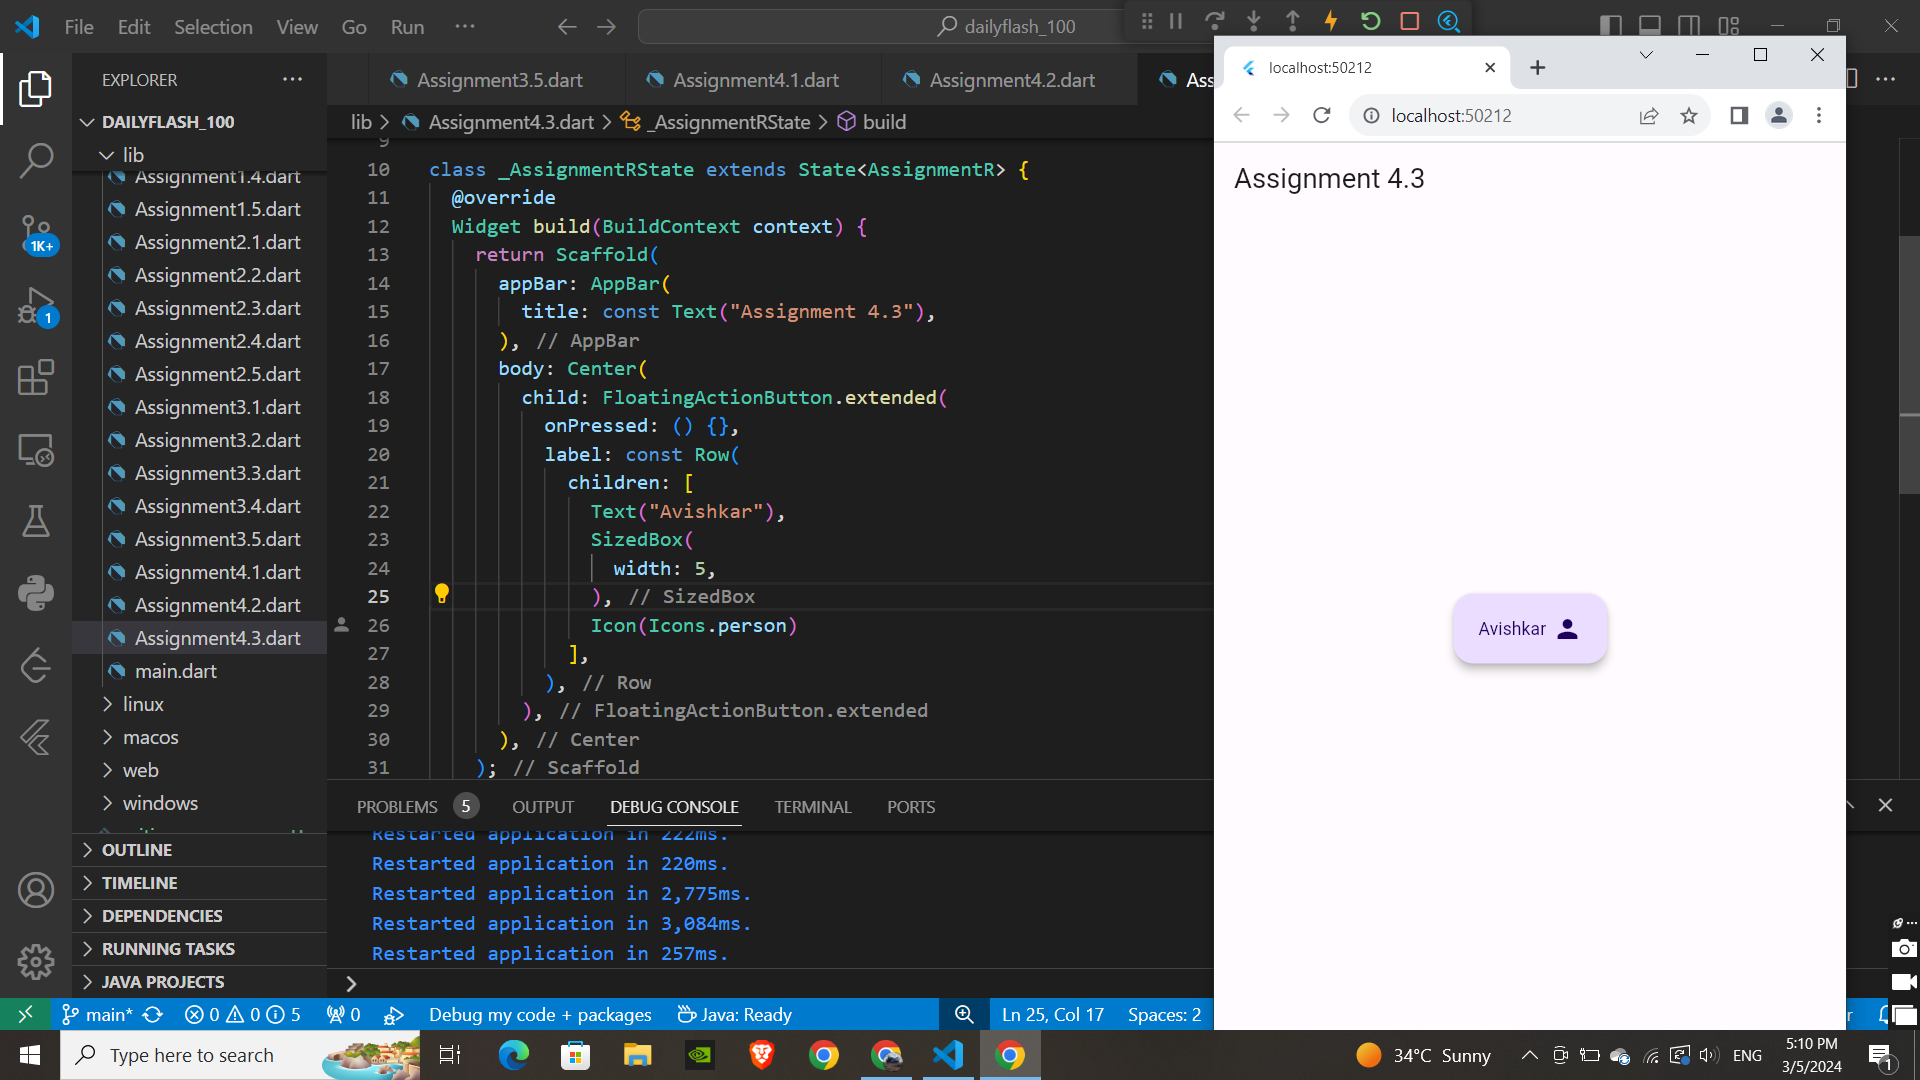 File Edit Selection View Go Run ···
dailyflash_100
EXPLORER
DAILYFLASH_100
lib
Assignment1.4.dart
Assignment1.5.dart
Assignment2.1.dart
Assignment2.2.dart
Assignment2.3.dart
Assignment2.4.dart
Assignment2.5.dart
Assignment3.1.dart
Assignment3.2.dart
Assignment3.3.dart
Assignment3.4.dart
Assignment3.5.dart
Assignment4.1.dart
Assignment4.2.dart
Assignment4.3.dart
main.dart
linux
macos
web
windows
OUTLINE
TIMELINE
DEPENDENCIES
RUNNING TASKS
JAVA PROJECTS
1K+
1
Assignment3.5.dart Assignment4.1.dart Assignment4.2.dart As
lib > Assignment4.3.dart > _AssignmentRState > build
9
10 class _AssignmentRState extends State<AssignmentR> {
11 @override
12 Widget build(BuildContext context) {
13 return Scaffold(
14 appBar: AppBar(
15 title: const Text("Assignment 4.3"),
16 ), // AppBar
17 body: Center(
18 child: FloatingActionButton.extended(
19 onPressed: () {},
20 label: const Row(
21 children: [
22 Text("Avishkar"),
23 SizedBox(
24 width: 5,
25 ), // SizedBox
26 Icon(Icons.person)
27 ],
28 ), // Row
29 ), // FloatingActionButton.extended
30 ), // Center
31 ); // Scaffold
PROBLEMS 5 OUTPUT DEBUG CONSOLE TERMINAL PORTS
Restarted application in 222ms.
Restarted application in 220ms.
Restarted application in 2,775ms.
Restarted application in 3,084ms.
Restarted application in 257ms.
>
localhost:50212
localhost:50212
Assignment 4.3
Avishkar
main* 0 0 5 0 Debug my code + packages Java: Ready Ln 25, Col 17 Spaces: 2
Type here to search
34°C Sunny
ENG
5:10 PM
3/5/2024
1